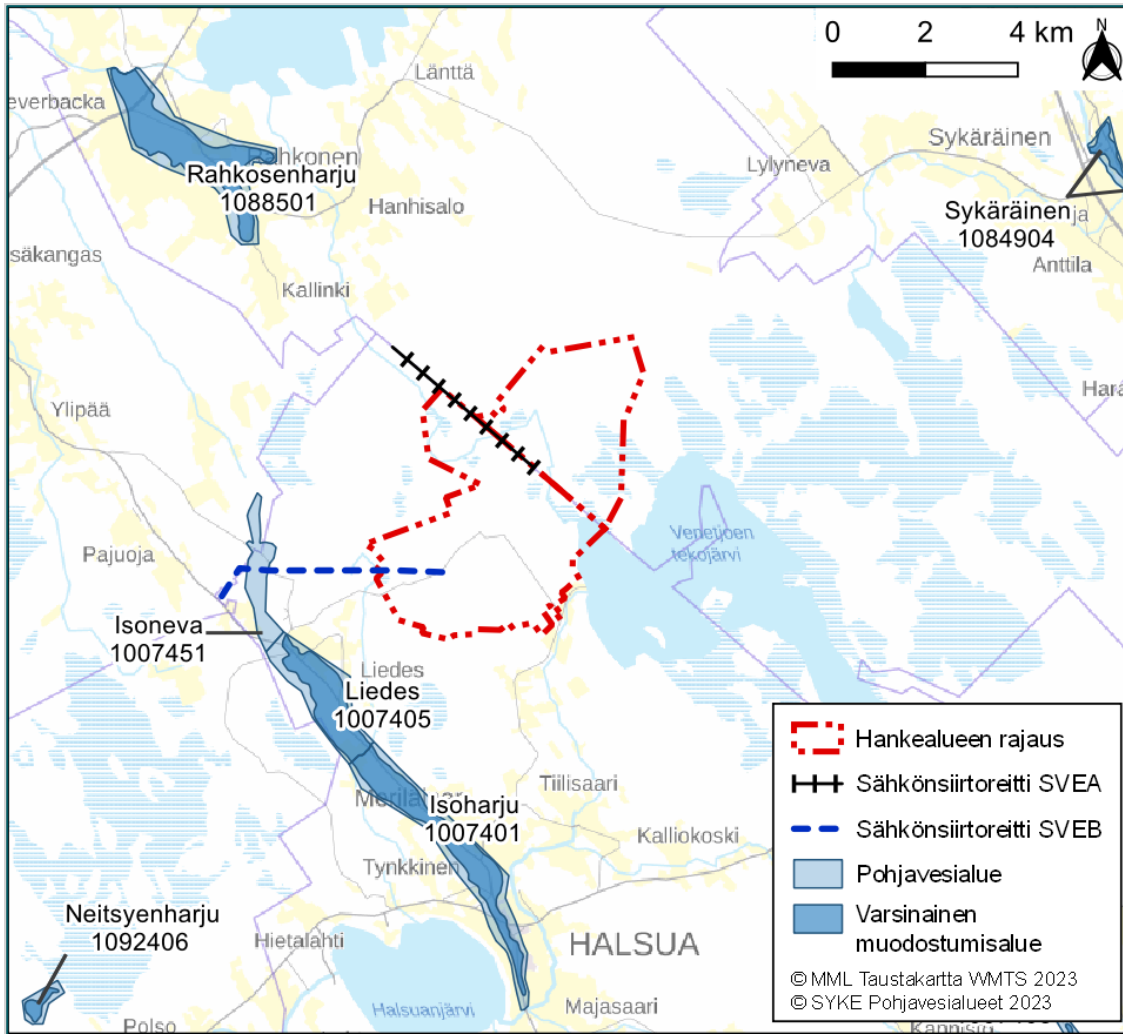 0 2 4 km
N
Länttä
everbacka
Sykäräinen
Lylyneva
Rahkosenharju
1088501
Hanhisalo
Sykäräinen
1084904
Anttila
säkangas
Kallinki
Ylipää
Pajuoja
Venetjoen
tekojärvi
Isoneva
1007451
Liedes
Liedes
1007405
Tiilisaari
Isoharju
1007401
Kalliokoski
Tynkkinen
Neitsyenharju
1092406
Hietalahti
HALSUA
Halsuanjärvi
Majasaari
Polso
Hankealueen rajaus
Sähkönsiirtoreitti SVEA
Sähkönsiirtoreitti SVEB
Pohjavesialue
Varsinainen
muodostumisalue
© MML Taustakartta WMTS 2023
© SYKE Pohjavesialueet 2023